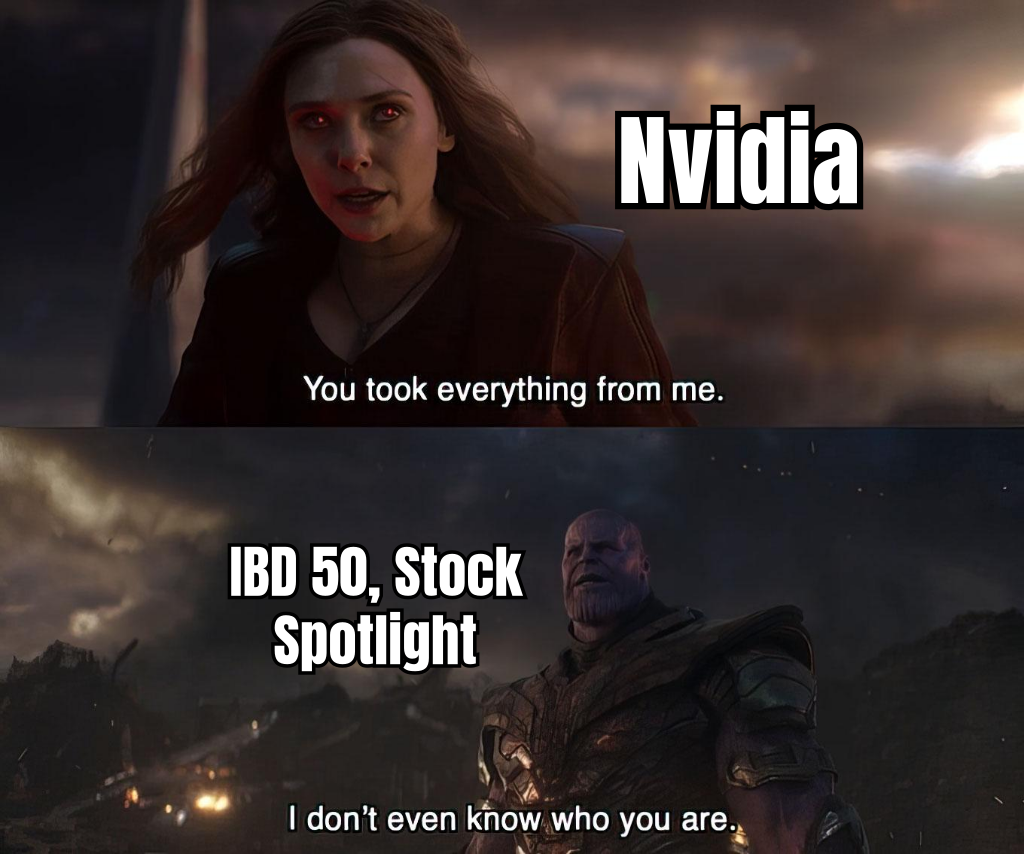 Nvidia
You took everything from me.
IBD 50, Stock
Spotlight
I don't even know who you are.